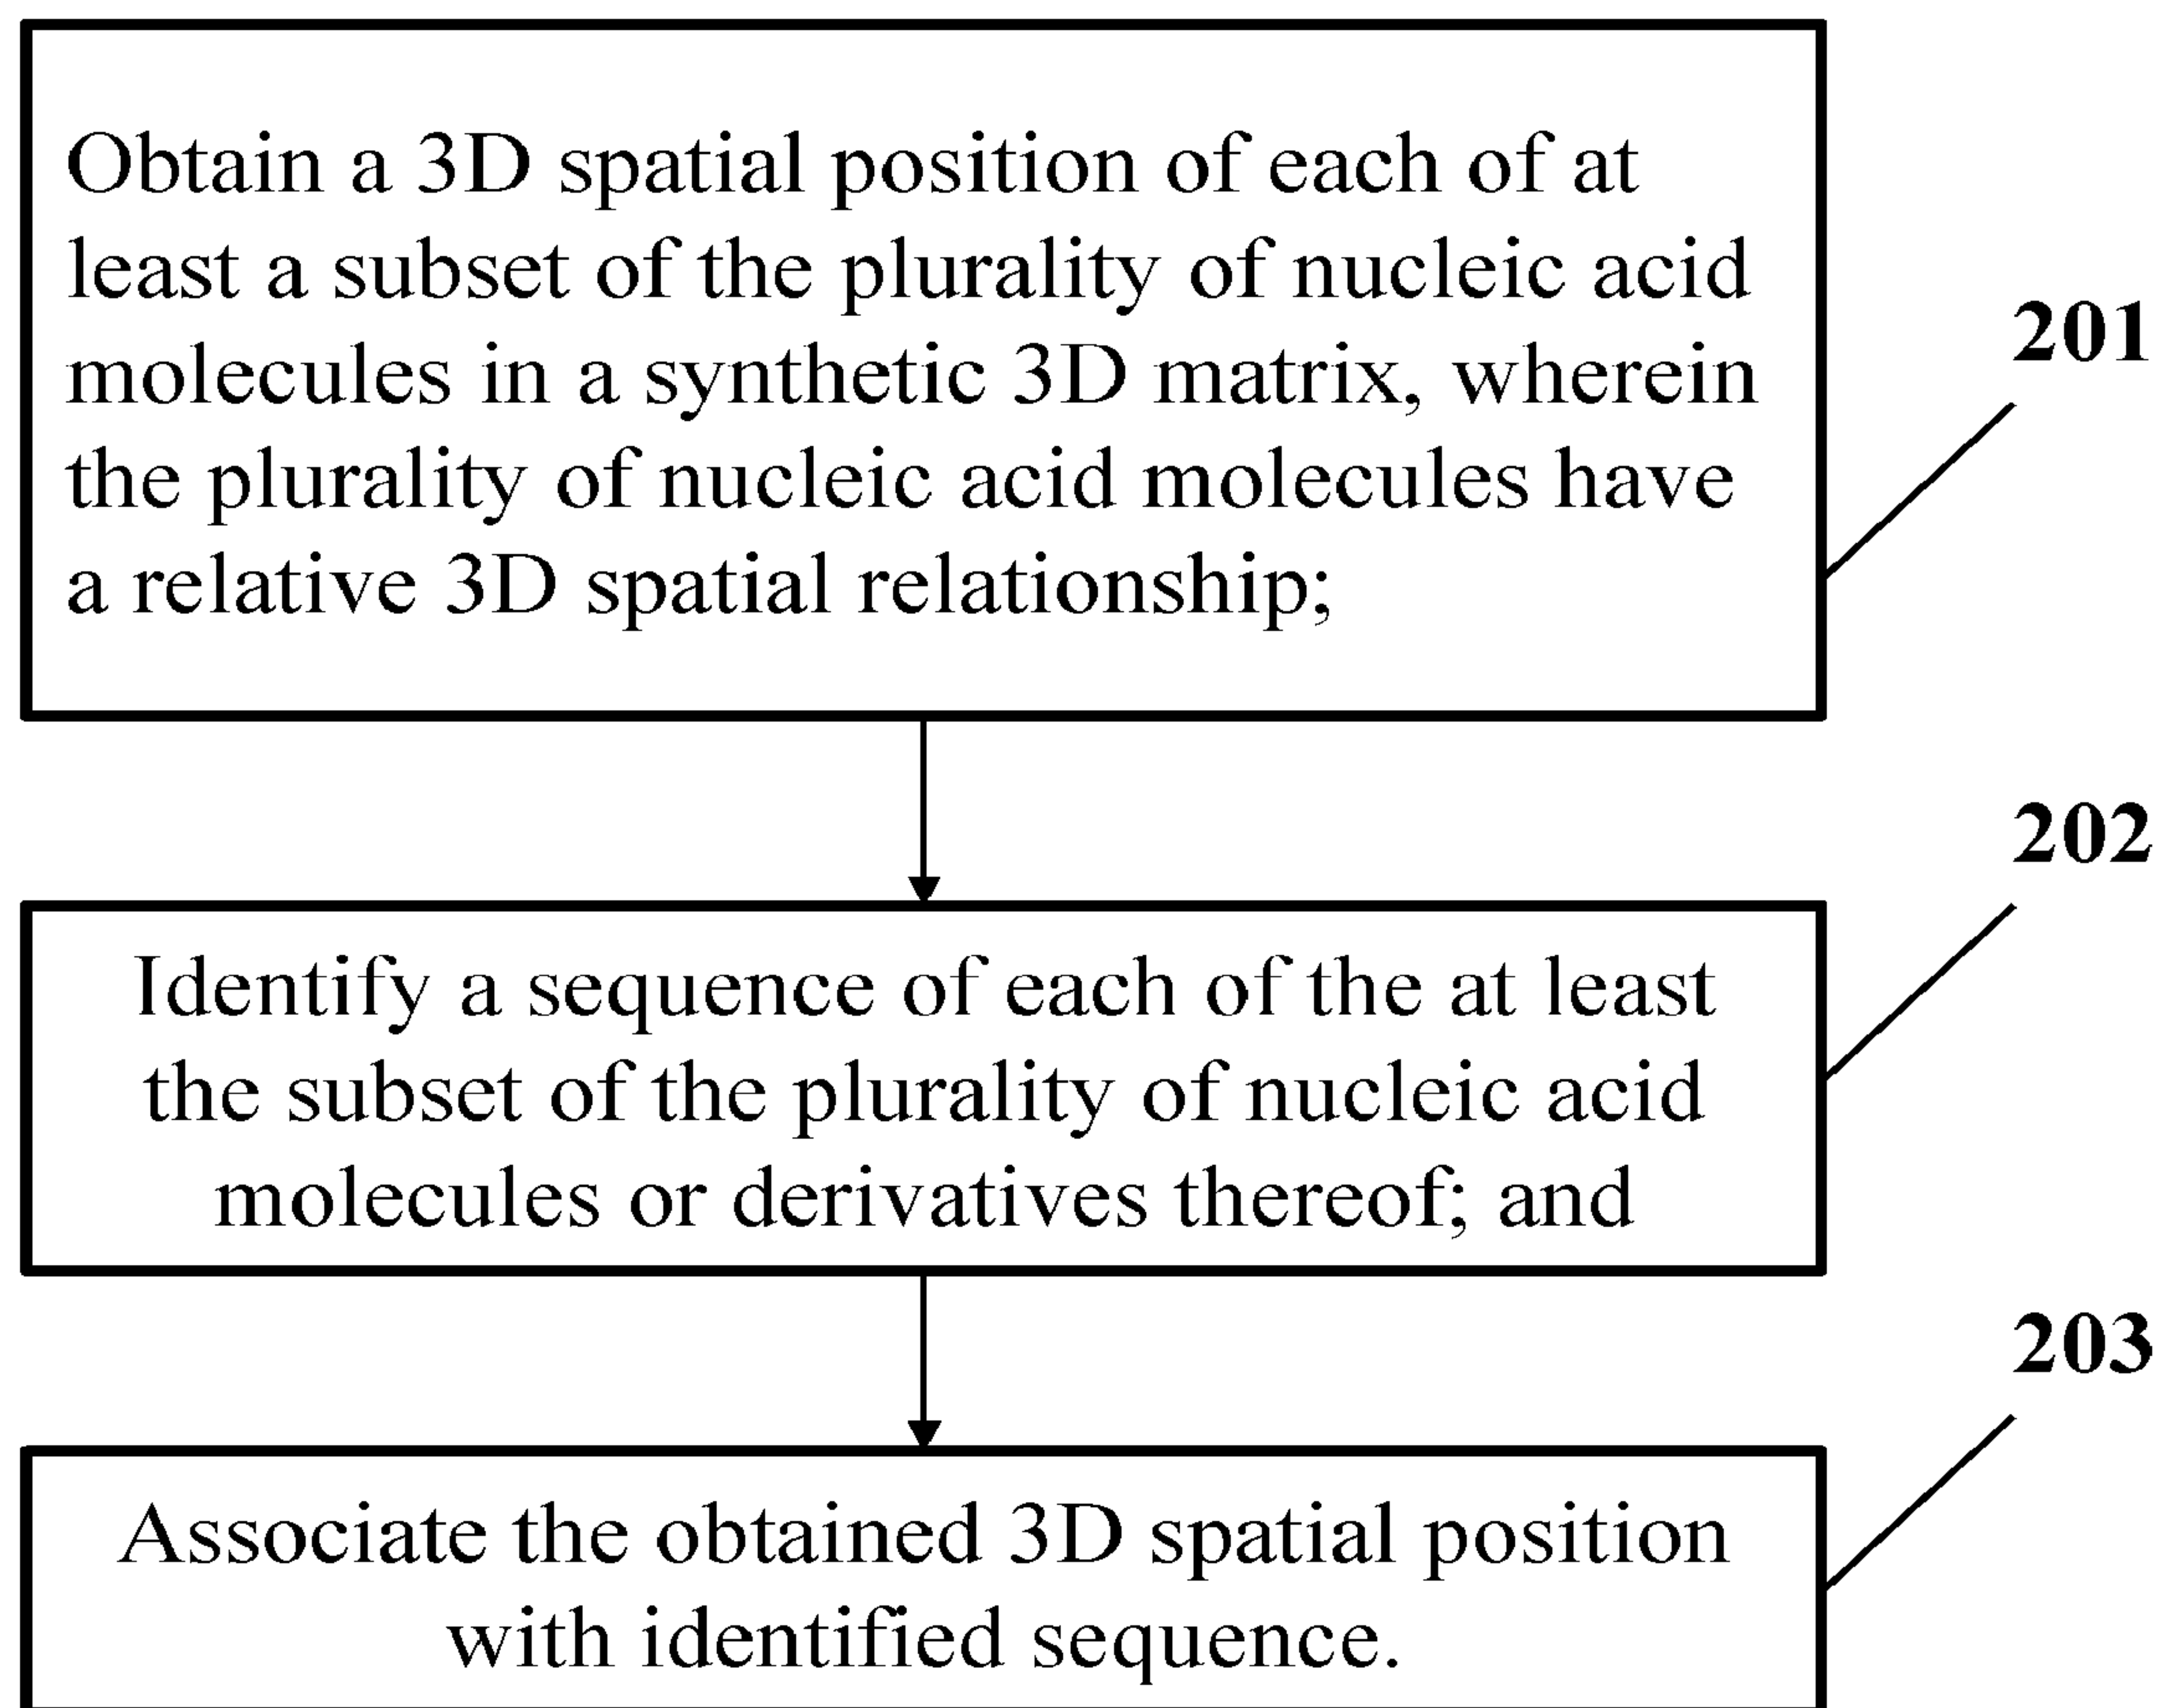 Obtain a 3D spatial position of each of at
least a subset of the plurality of nucleic acid
molecules in a synthetic 3D matrix, wherein
the plurality of nucleic acid molecules have
a relative 3D spatial relationship;
201
Identify a sequence of each of the at least
the subset of the plurality of nucleic acid
molecules or derivatives thereof; and
202
Associate the obtained 3D spatial position
with identified sequence.
203